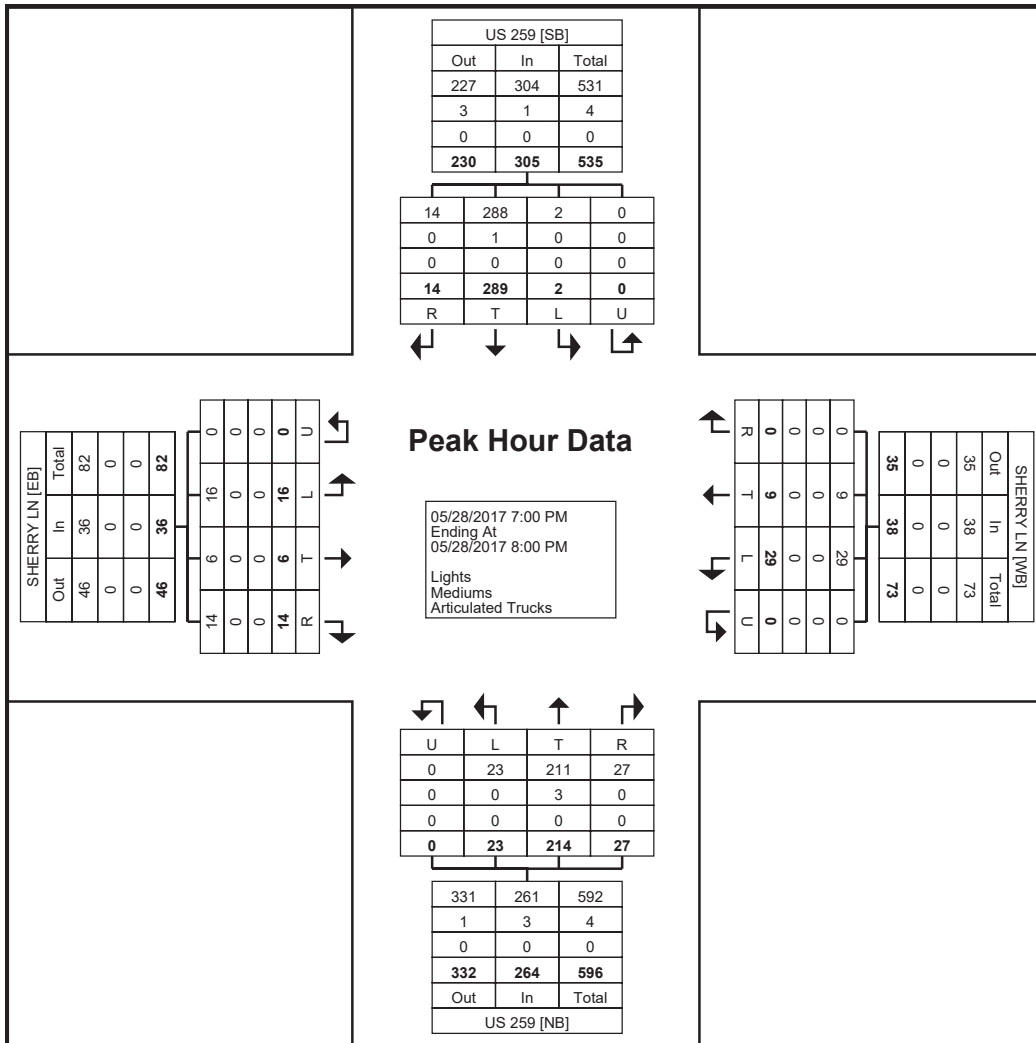 US 259 [SB]
Out In Total
227 304 531
3 1 4
0 0 0
230 305 535
14 288 2 0
0 1 0 0
0 0 0 0
14 289 2 0
R T L U
SHERRY LN [EB]
Total In Out
82 36 46
0 0 0
0 0 0
82 36 46
0 16 6 14
0 0 0 0
0 0 0 0
0 16 6 14
U L T R
Peak Hour Data
05/28/2017 7:00 PM
Ending At
05/28/2017 8:00 PM
Lights
Mediums
Articulated Trucks
SHERRY LN [WB]
Out In Total
35 38 73
0 0 0
0 0 0
35 38 73
0 9 29 0
0 0 0 0
0 0 0 0
0 9 29 0
R T L U
U L T R
0 23 211 27
0 0 3 0
0 0 0 0
0 23 214 27
331 261 592
1 3 4
0 0 0
332 264 596
Out In Total
US 259 [NB]